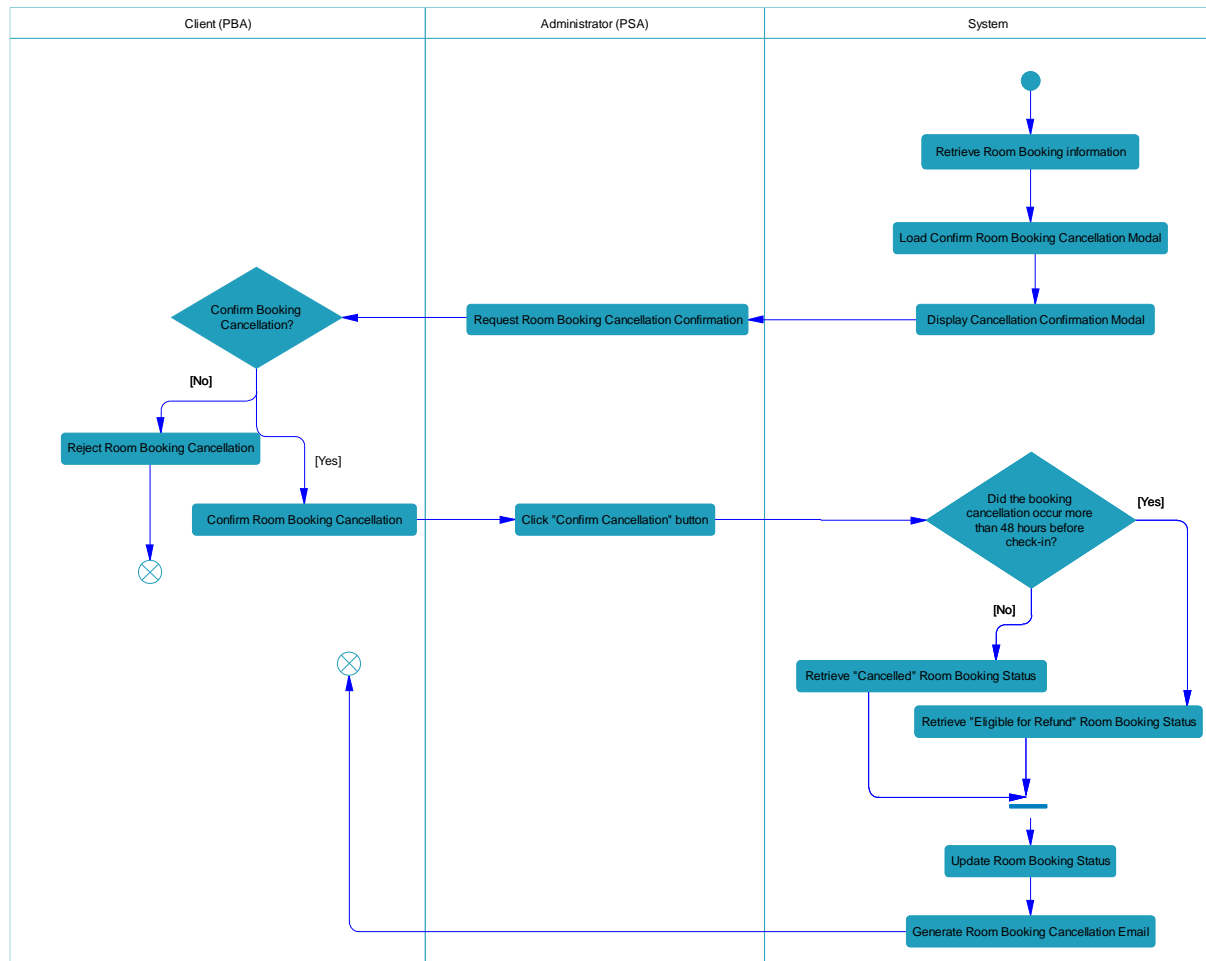 Client (PBA)
Administrator (PSA)
System
Retrieve Room Booking information
Load Confirm Room Booking Cancellation Modal
Confirm Booking
Cancellation?
Request Room Booking Cancellation Confirmation
Display Cancellation Confirmation Modal
[No]
Reject Room Booking Cancellation
[Yes]
Confirm Room Booking Cancellation
Click "Confirm Cancellation" button
Did the booking
cancellation occur more
than 48 hours before
check-in?
[Yes]
[No]
Retrieve "Cancelled" Room Booking Status
Retrieve "Eligible for Refund" Room Booking Status
Update Room Booking Status
Generate Room Booking Cancellation Email